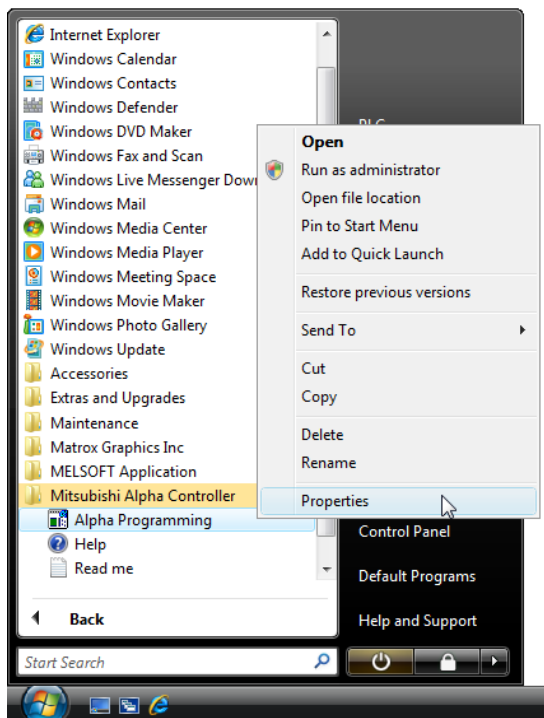 Internet Explorer
Windows Calendar
Windows Contacts
Windows Defender
Windows DVD Maker
Windows Fax and Scan
Windows Live Messenger
Windows Mail
Windows Media Center
Windows Media Player
Windows Meeting Space
Windows Movie Maker
Windows Photo Gallery
Windows Update
Accessories
Extras and Upgrades
Maintenance
Matrox Graphics Inc
MELSOFT Application
Mitsubishi Alpha Controller
Alpha Programming
Help
Read me
Back
Start Search
Open
Run as administrator
Open file location
Pin to Start Menu
Add to Quick Launch
Restore previous versions
Send To
Cut
Copy
Delete
Rename
Properties
Control Panel
Default Programs
Help and Support